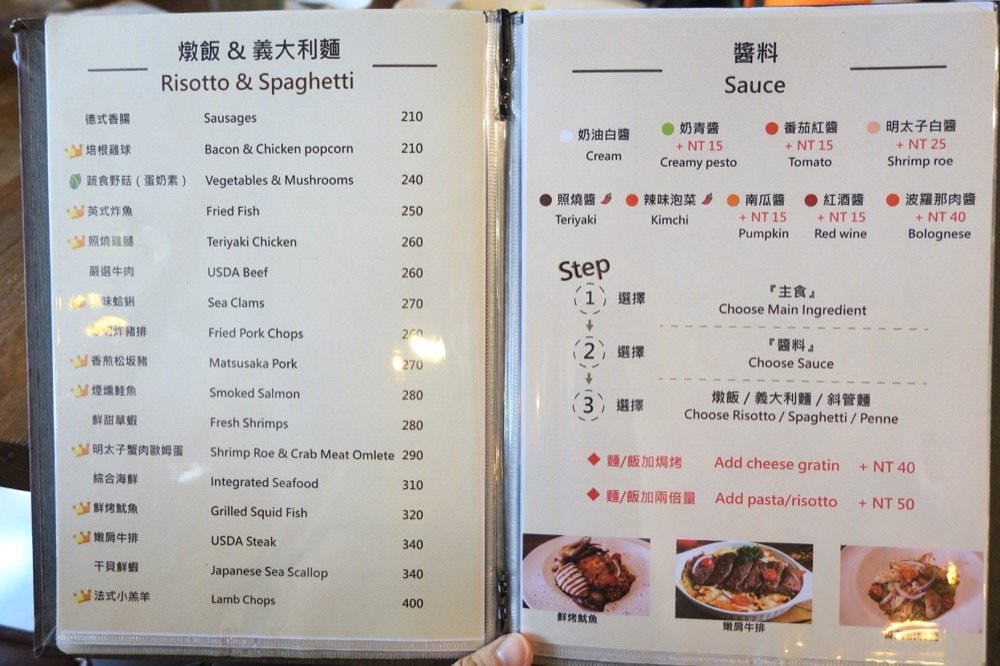 燉飯 & 義大利麵
Risotto & Spaghetti
德式香腸 Sausages 210
培根雞球 Bacon & Chicken popcorn 210
蔬食野菇（蛋奶素） Vegetables & Mushrooms 240
英式炸魚 Fried Fish 250
照燒雞腿 Teriyaki Chicken 260
嚴選牛肉 USDA Beef 260
味蛤蜊 Sea Clams 270
炸豬排 Fried Pork Chops
香煎松坂豬 Matsusaka Pork 270
煙燻鮭魚 Smoked Salmon 280
鮮甜草蝦 Fresh Shrimps 280
明太子蟹肉歐姆蛋 Shrimp Roe & Crab Meat Omlete 290
綜合海鮮 Integrated Seafood 310
鮮烤魷魚 Grilled Squid Fish 320
嫩肩牛排 USDA Steak 340
干貝鮮蝦 Japanese Sea Scallop 340
法式小羔羊 Lamb Chops 400
醬料
Sauce
奶油白醬 奶青醬 番茄紅醬 明太子白醬
+ NT 15 + NT 15 + NT 25
Cream Creamy pesto Tomato Shrimp roe
照燒醬 辣味泡菜 南瓜醬 紅酒醬 波羅那肉醬
+ NT 15 + NT 15 + NT 40
Teriyaki Kimchi Pumpkin Red wine Bolognese
Step
1 選擇 『主食』
Choose Main Ingredient
2 選擇 『醬料』
Choose Sauce
3 選擇 燉飯 / 義大利麵 / 斜管麵
Choose Risotto / Spaghetti / Penne
麵/飯加焗烤 Add cheese gratin + NT 40
麵/飯加兩倍量 Add pasta/risotto + NT 50
鮮烤魷魚
嫩肩牛排